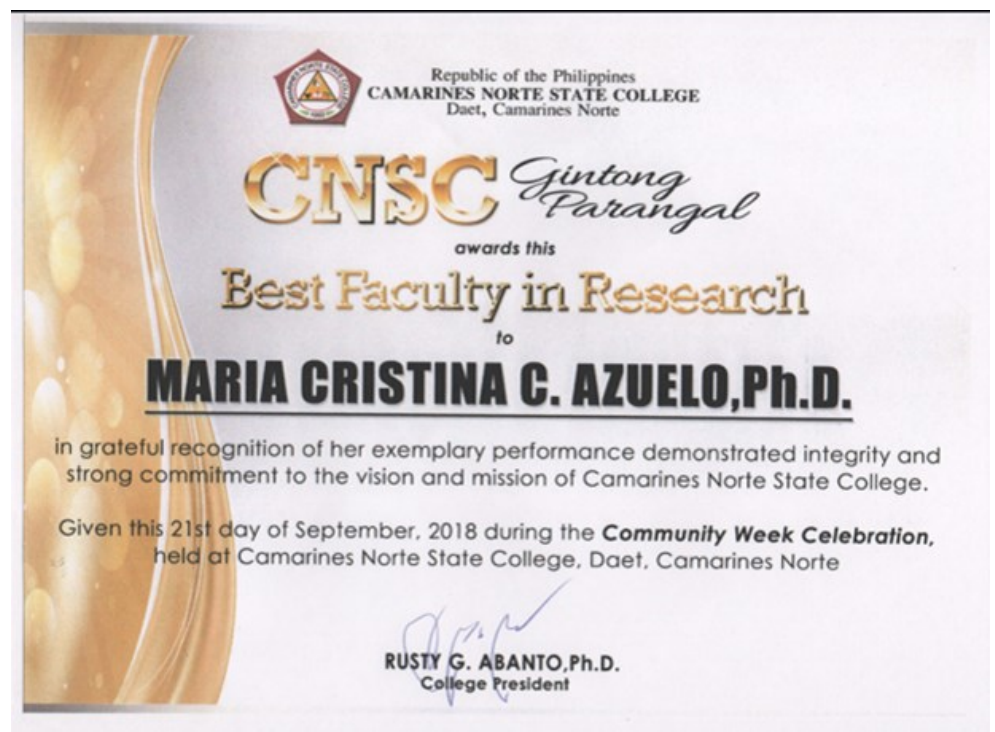 Republic of the Philippines
CAMARINES NORTE STATE COLLEGE
Daet, Camarines Norte
CNSC Gintong Parangal
awards this
Best Faculty in Research
to
MARIA CRISTINA C. AZUELO,Ph.D.
in grateful recognition of her exemplary performance demonstrated integrity and
strong commitment to the vision and mission of Camarines Norte State College.
Given this 21st day of September, 2018 during the Community Week Celebration,
held at Camarines Norte State College, Daet, Camarines Norte
RUSTY G. ABANTO,Ph.D.
College President